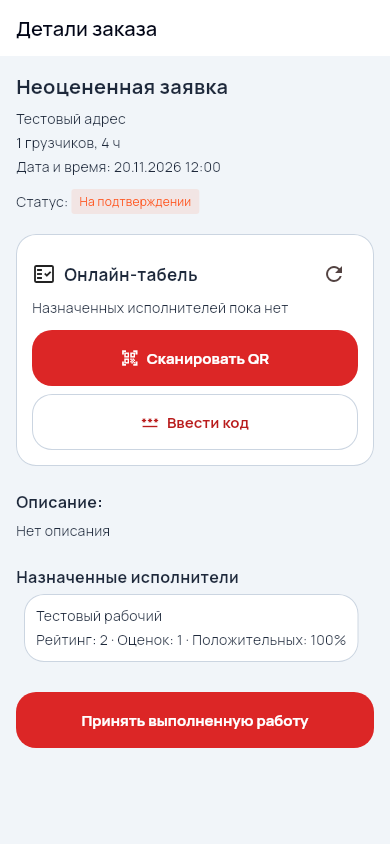 Детали заказа
Неоцененная заявка
Тестовый адрес
1 грузчиков, 4 ч
Дата и время: 20.11.2026 12:00
Статус: На подтверждении
Онлайн-табель
Назначенных исполнителей пока нет
Сканировать QR
Ввести код
Описание:
Нет описания
Назначенные исполнители
Тестовый рабочий
Рейтинг: 2 · Оценок: 1 · Положительных: 100%
Принять выполненную работу